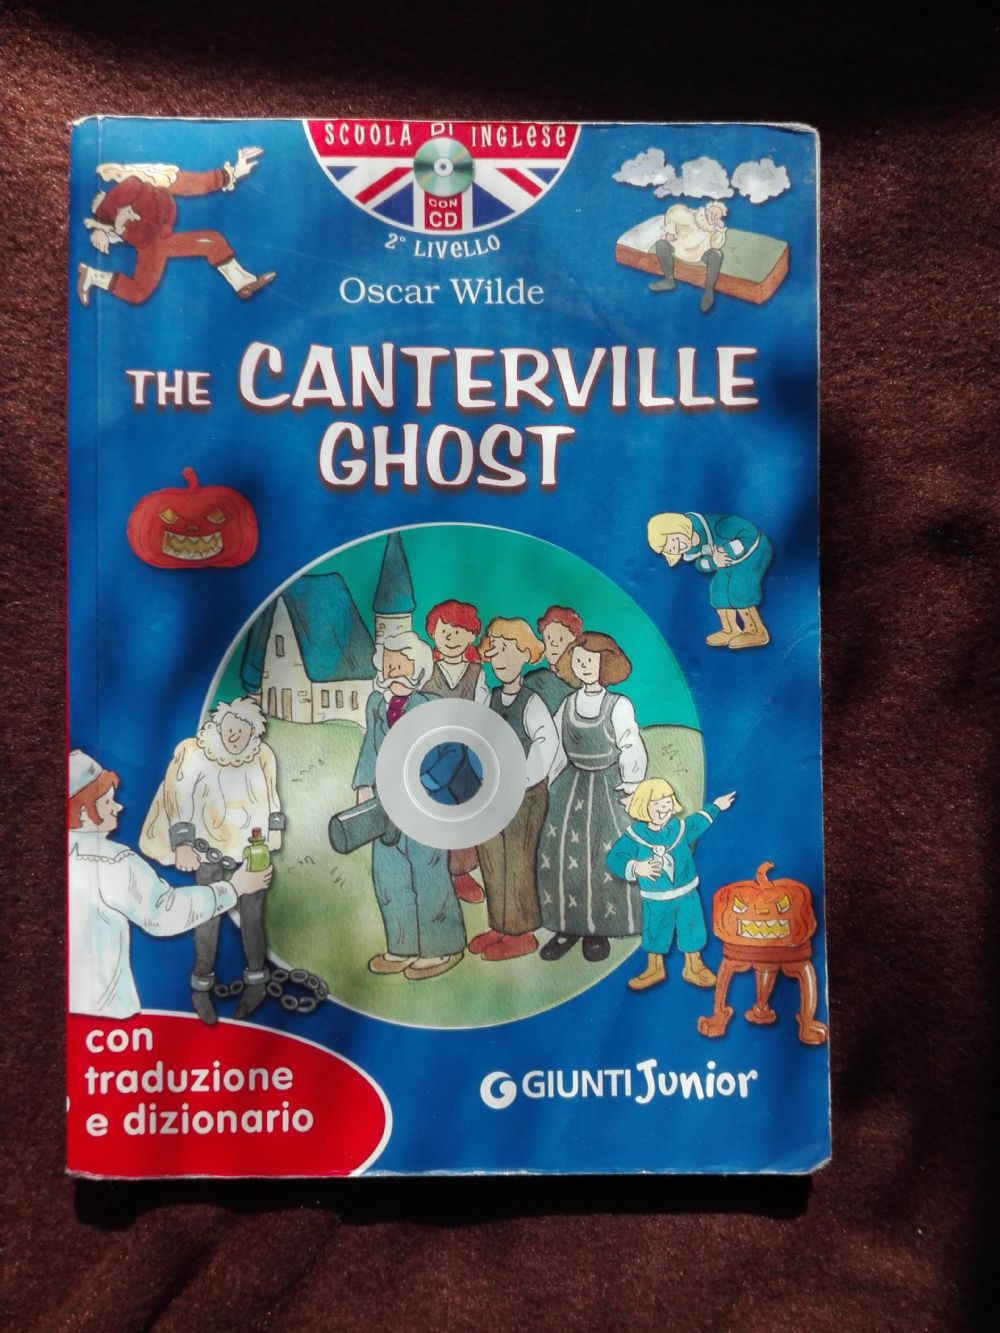 SCUOLA DI INGLESE
CON
CD
2° LIVELLO
Oscar Wilde
THE CANTERVILLE
GHOST
con
traduzione
e dizionario
GIUNTI Junior